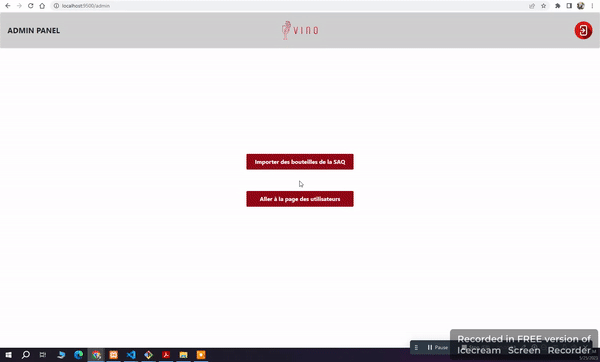 localhost:9000/admin
ADMIN PANEL
VINO
Importer des bouteilles de la SAQ
Aller à la page des utilisateurs
Pause
Recorded in FREE version of
Icecream Screen Recorder